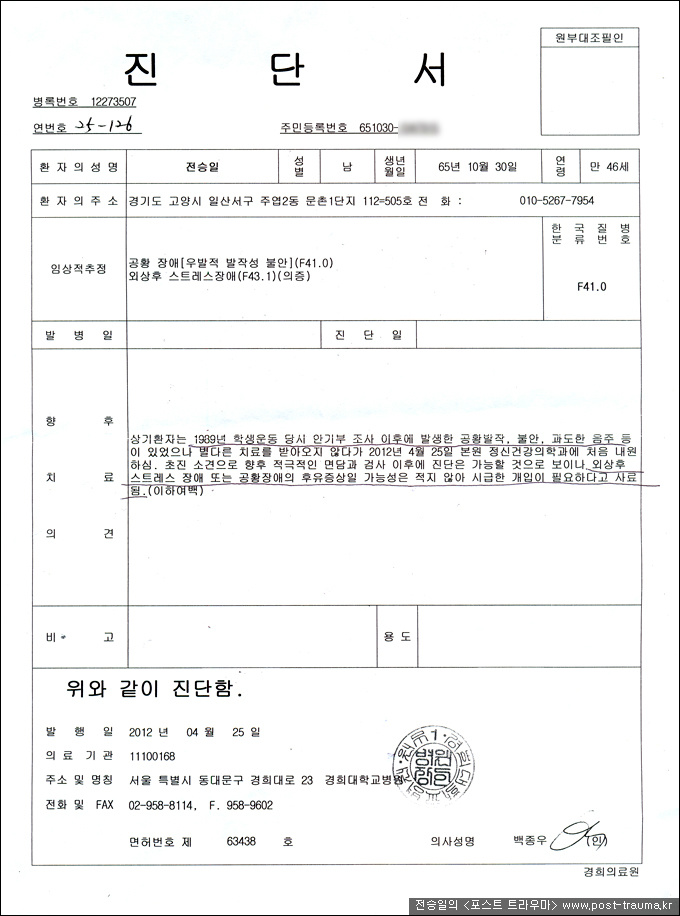 원부대조필인
진 단 서
병록번호 12273507
연번호 25-126 주민등록번호 651030-
환 자 의 성 명 전승일 성별 남 생년월일 65년 10월 30일 연령 만 46세
환 자 의 주 소 경기도 고양시 일산서구 주엽2동 문촌1단지 112=505호 전 화 : 010-5267-7954
임상적추정
공황 장애[우발적 발작성 불안](F41.0)
외상후 스트레스장애(F43.1)(의증)
한 국 질 병
분 류 번 호
F41.0
발 병 일 진 단 일
향 후
치 료
의 견
상기환자는 1989년 학생운동 당시 안기부 조사 이후에 발생한 공황발작, 불안, 과도한 음주 등
이 있었으나 별다른 치료를 받아오지 않다가 2012년 4월 25일 본원 정신건강의학과에 처음 내원
하심. 초진 소견으로 향후 적극적인 면담과 검사 이후에 진단은 가능할 것으로 보이나, 외상후
스트레스 장애 또는 공황장애의 후유증상일 가능성은 적지 않아 시급한 개입이 필요하다고 사료
됨.(이하여백)
비 고 용 도
위와 같이 진단함.
발 행 일 2012 년 04 월 25 일
의 료 기 관 11100168
주소 및 명칭 서울 특별시 동대문구 경희대로 23 경희대학교병원
전화 및 FAX 02-958-8114, F. 958-9602
면허번호 제 63438 호 의사성명 백종우 (인)
경희의료원
전승일의 <포스트 트라우마> www.post-trauma.kr